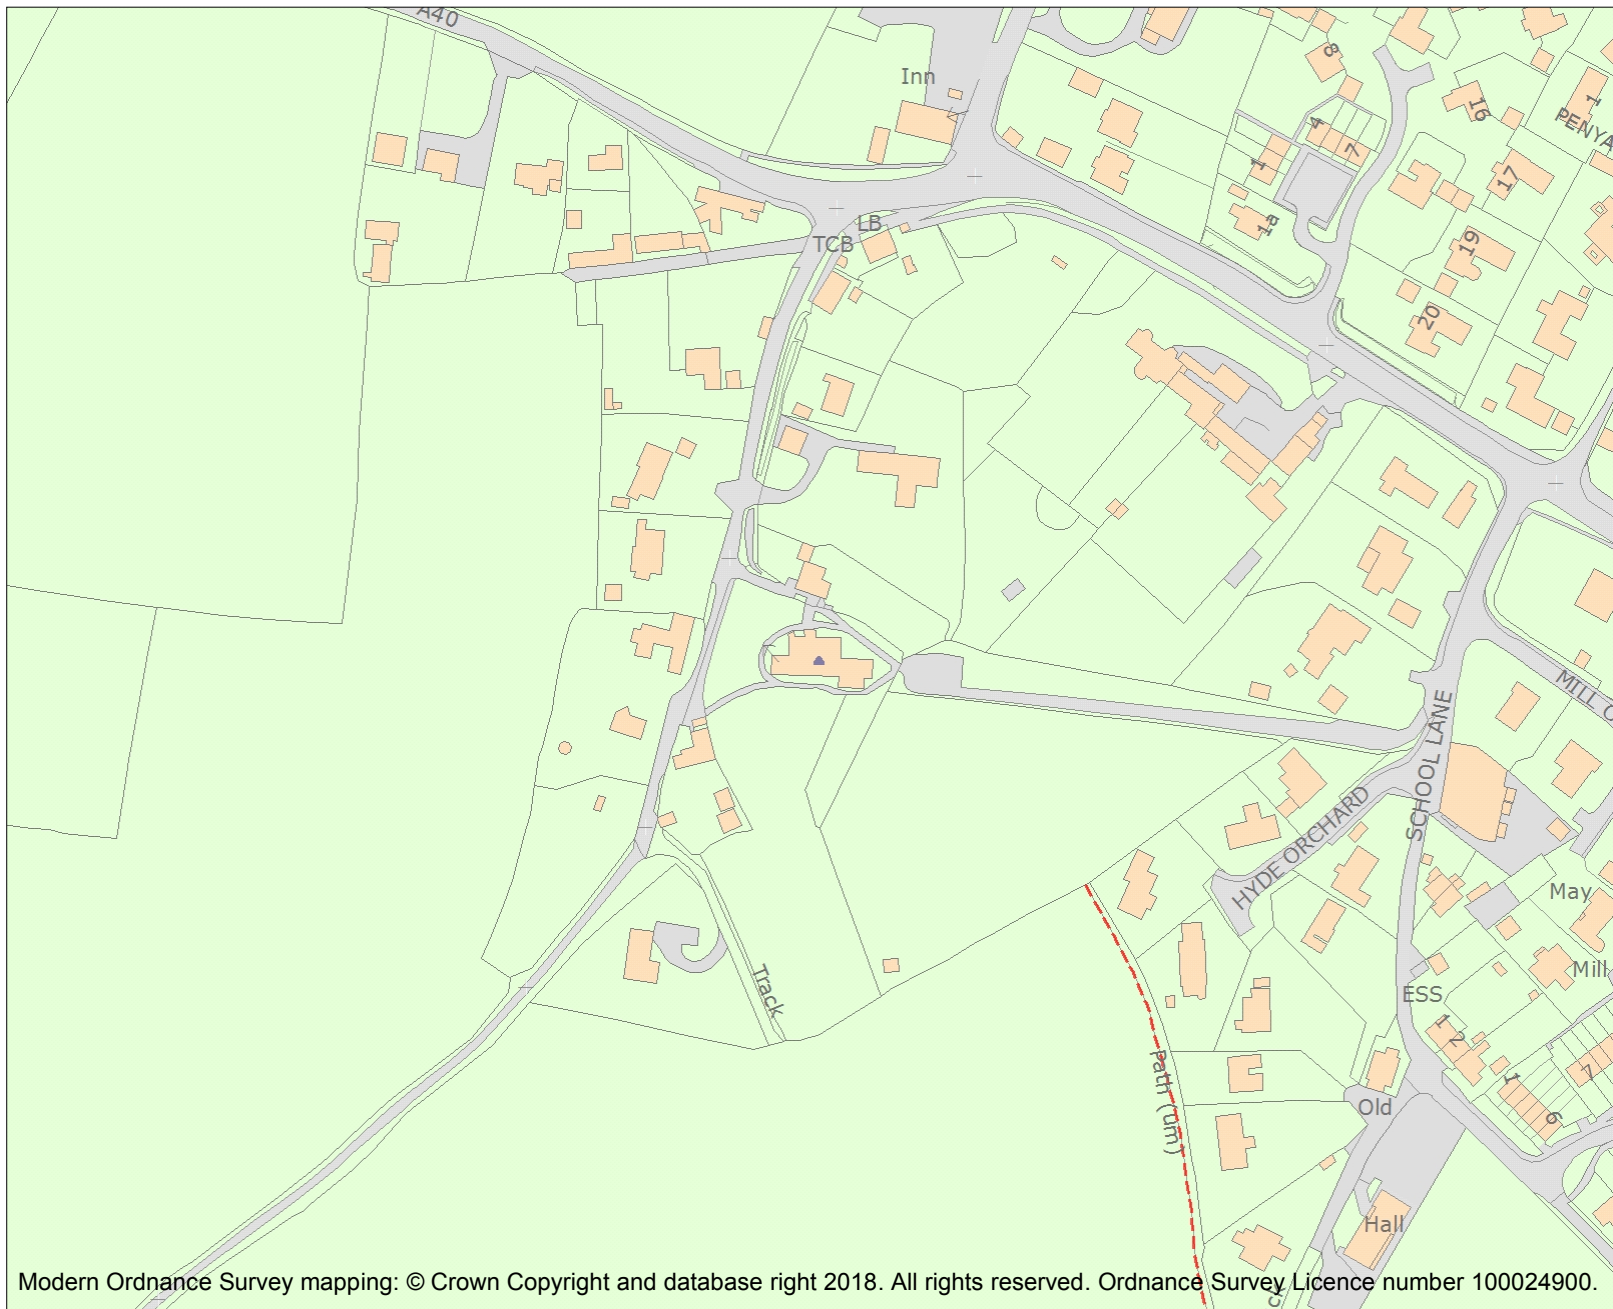 A40
Inn
8
16
1
PENYA
4
7
1
17
1a
LB
TCB
19
20
MILL C
SCHOOL LANE
HYDE ORCHARD
May
Mill
Track
ESS
1
2
1
7
6
Path (um)
Old
Hall
ck
Modern Ordnance Survey mapping: © Crown Copyright and database right 2018. All rights reserved. Ordnance Survey Licence number 100024900.